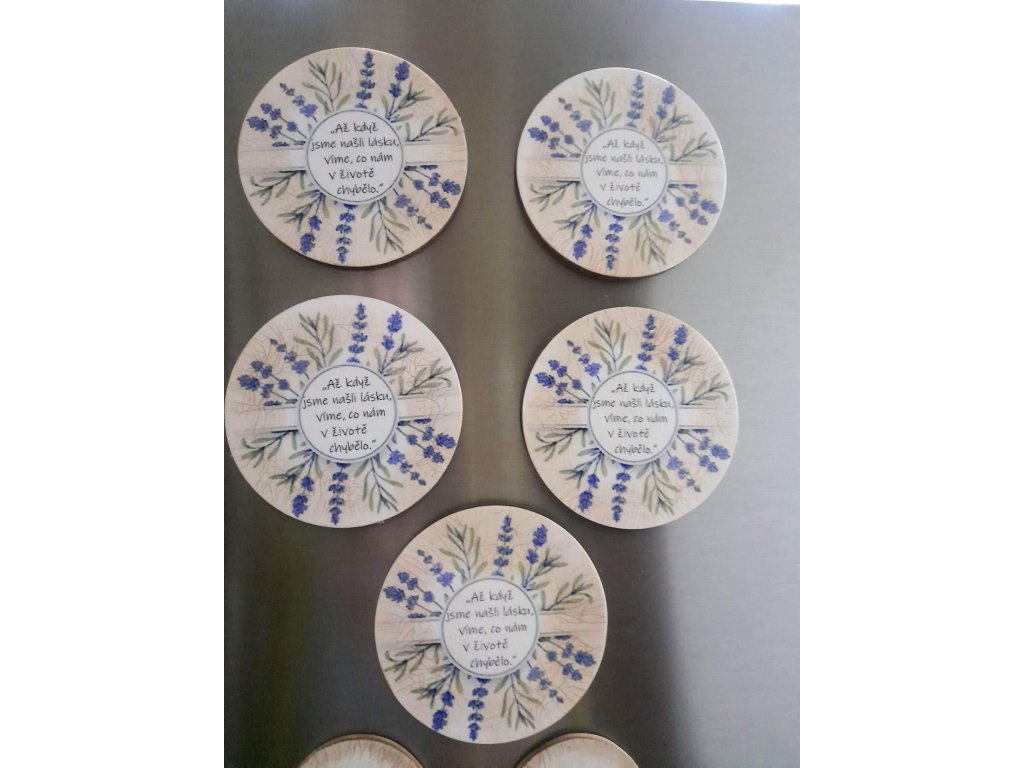 „Až když
jsme našli lásku,
víme, co nám
v životě
chybělo.“
„Až když
jsme našli lásku,
víme, co nám
v životě
chybělo.“
„Až když
jsme našli lásku,
víme, co nám
v životě
chybělo.“
„Až když
jsme našli lásku,
víme, co nám
v životě
chybělo.“
„Až když
jsme našli lásku,
víme, co nám
v životě
chybělo.“